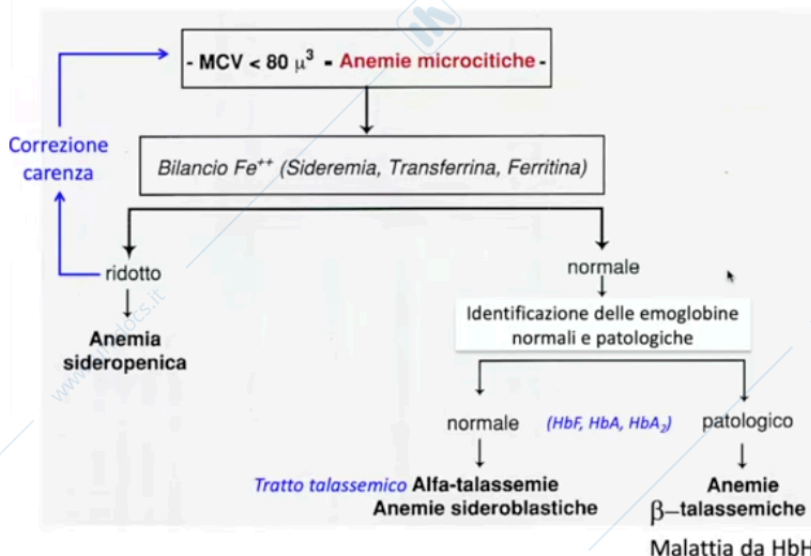 - MCV < 80 μ³ - Anemie microcitiche -
Correzione
carenza
Bilancio Fe⁺⁺ (Sideremia, Transferrina, Ferritina)
ridotto
normale
Anemia
sideropenica
Identificazione delle emoglobine
normali e patologiche
normale
(HbF, HbA, HbA₂)
patologico
Tratto talassemico Alfa-talassemie
Anemie sideroblastiche
Anemie
β–talassemiche
Malattia da HbH